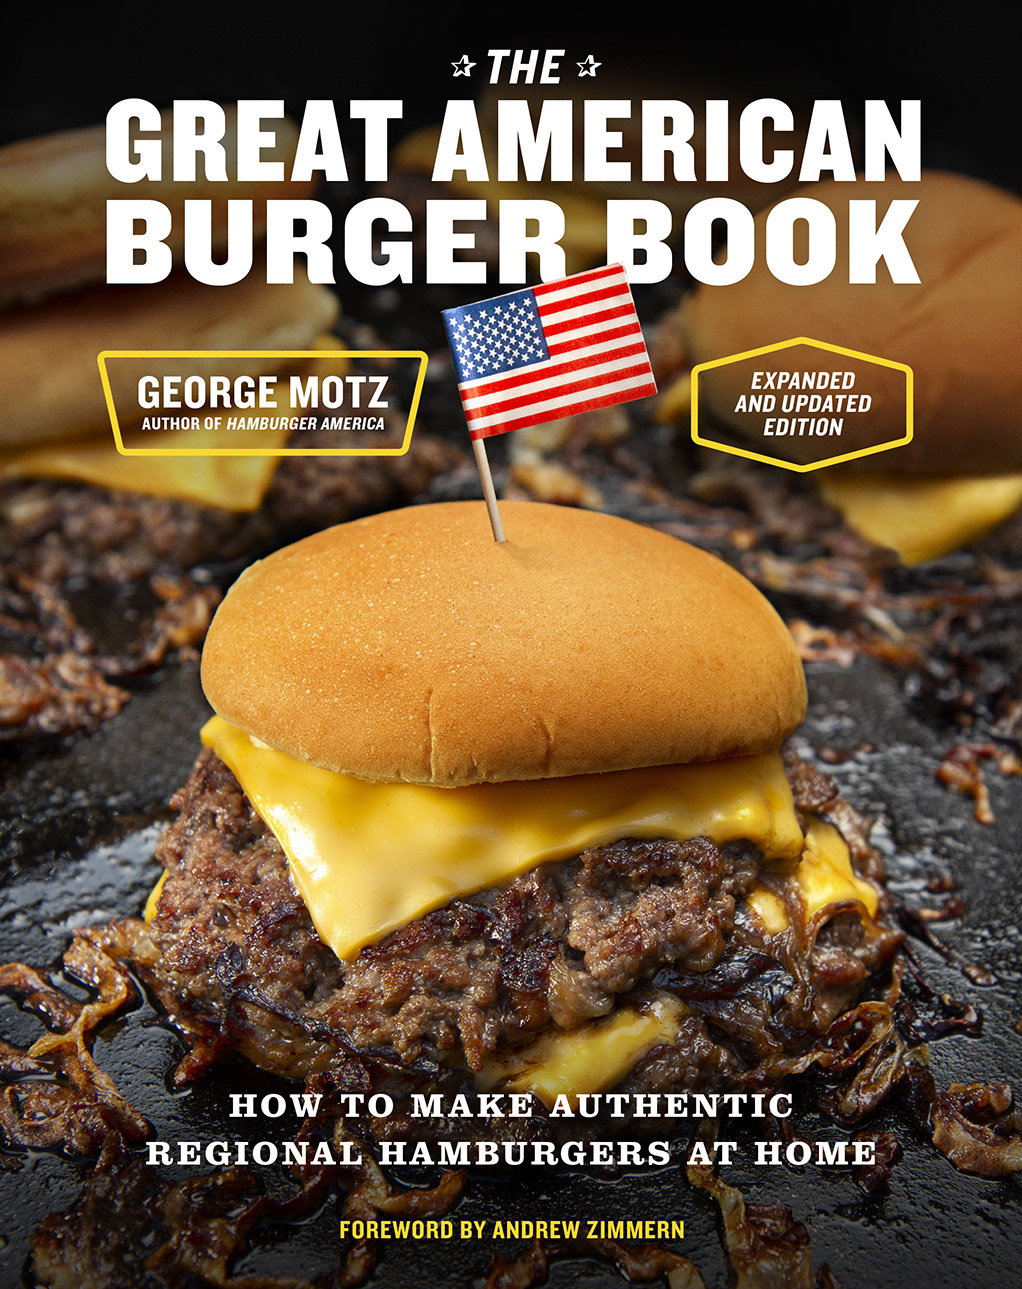 THE
GREAT AMERICAN
BURGER BOOK
GEORGE MOTZ
AUTHOR OF HAMBURGER AMERICA
EXPANDED
AND UPDATED
EDITION
HOW TO MAKE AUTHENTIC
REGIONAL HAMBURGERS AT HOME
FOREWORD BY ANDREW ZIMMERN